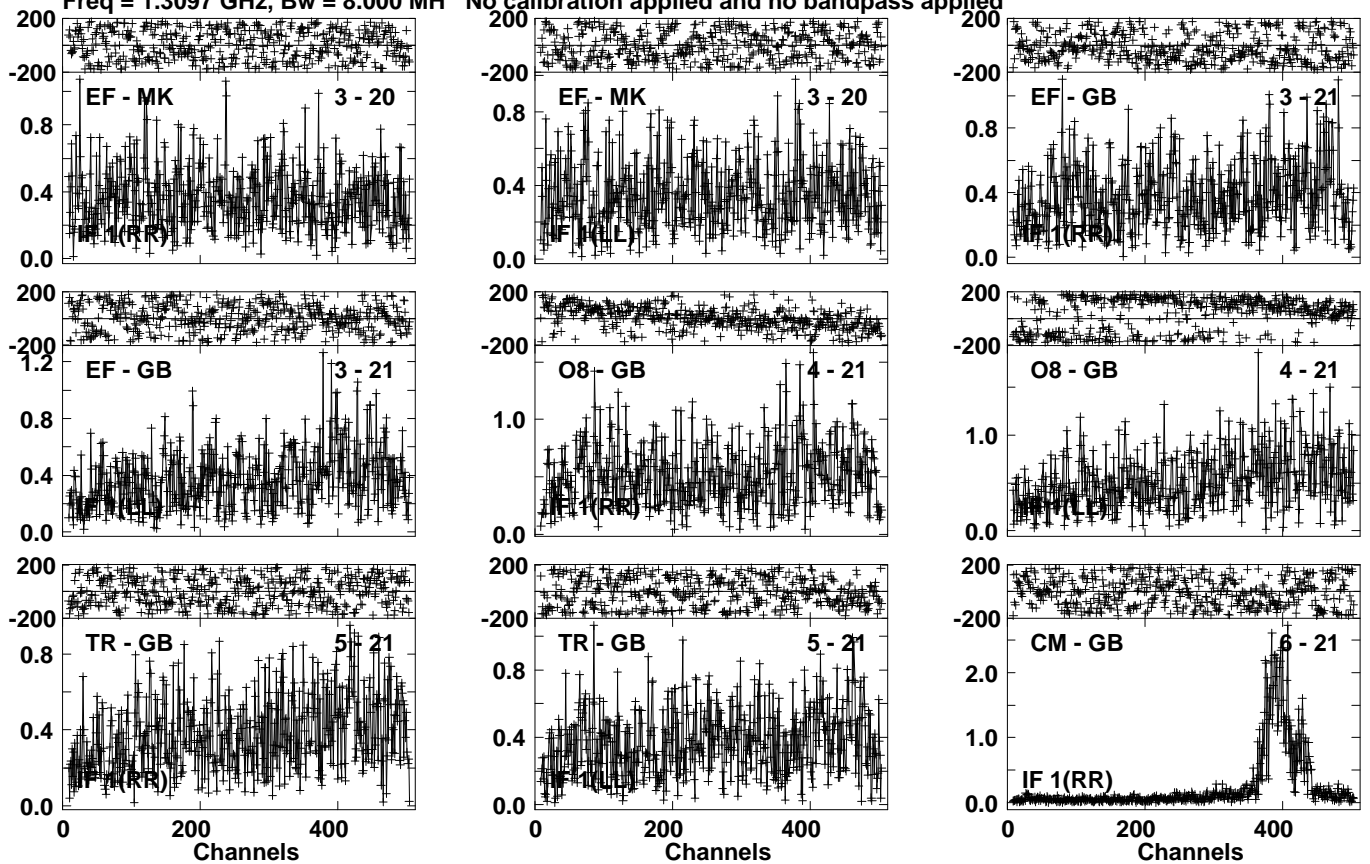 Freq = 1.3097 GHz, Bw = 8.000 MH No calibration applied and no bandpass applied
200
-200
EF - MK 3 - 20
0.8
0.4
IF 1(RR)
0.0
200
-200
EF - MK 3 - 20
0.8
0.4
IF 1(LL)
0.0
200
-200
EF - GB 3 - 21
0.8
0.4
IF 1(RR)
0.0
200
-200
1.2
EF - GB 3 - 21
0.8
0.4
IF 1(LL)
0.0
200
-200
O8 - GB 4 - 21
1.0
IF 1(RR)
0.0
200
-200
O8 - GB 4 - 21
1.0
IF 1(LL)
0.0
200
-200
TR - GB 5 - 21
0.8
0.4
IF 1(RR)
0.0
0 200 400
Channels
200
-200
TR - GB 5 - 21
0.8
0.4
IF 1(LL)
0.0
0 200 400
Channels
200
-200
CM - GB 6 - 21
2.0
1.0
IF 1(RR)
0.0
0 200 400
Channels